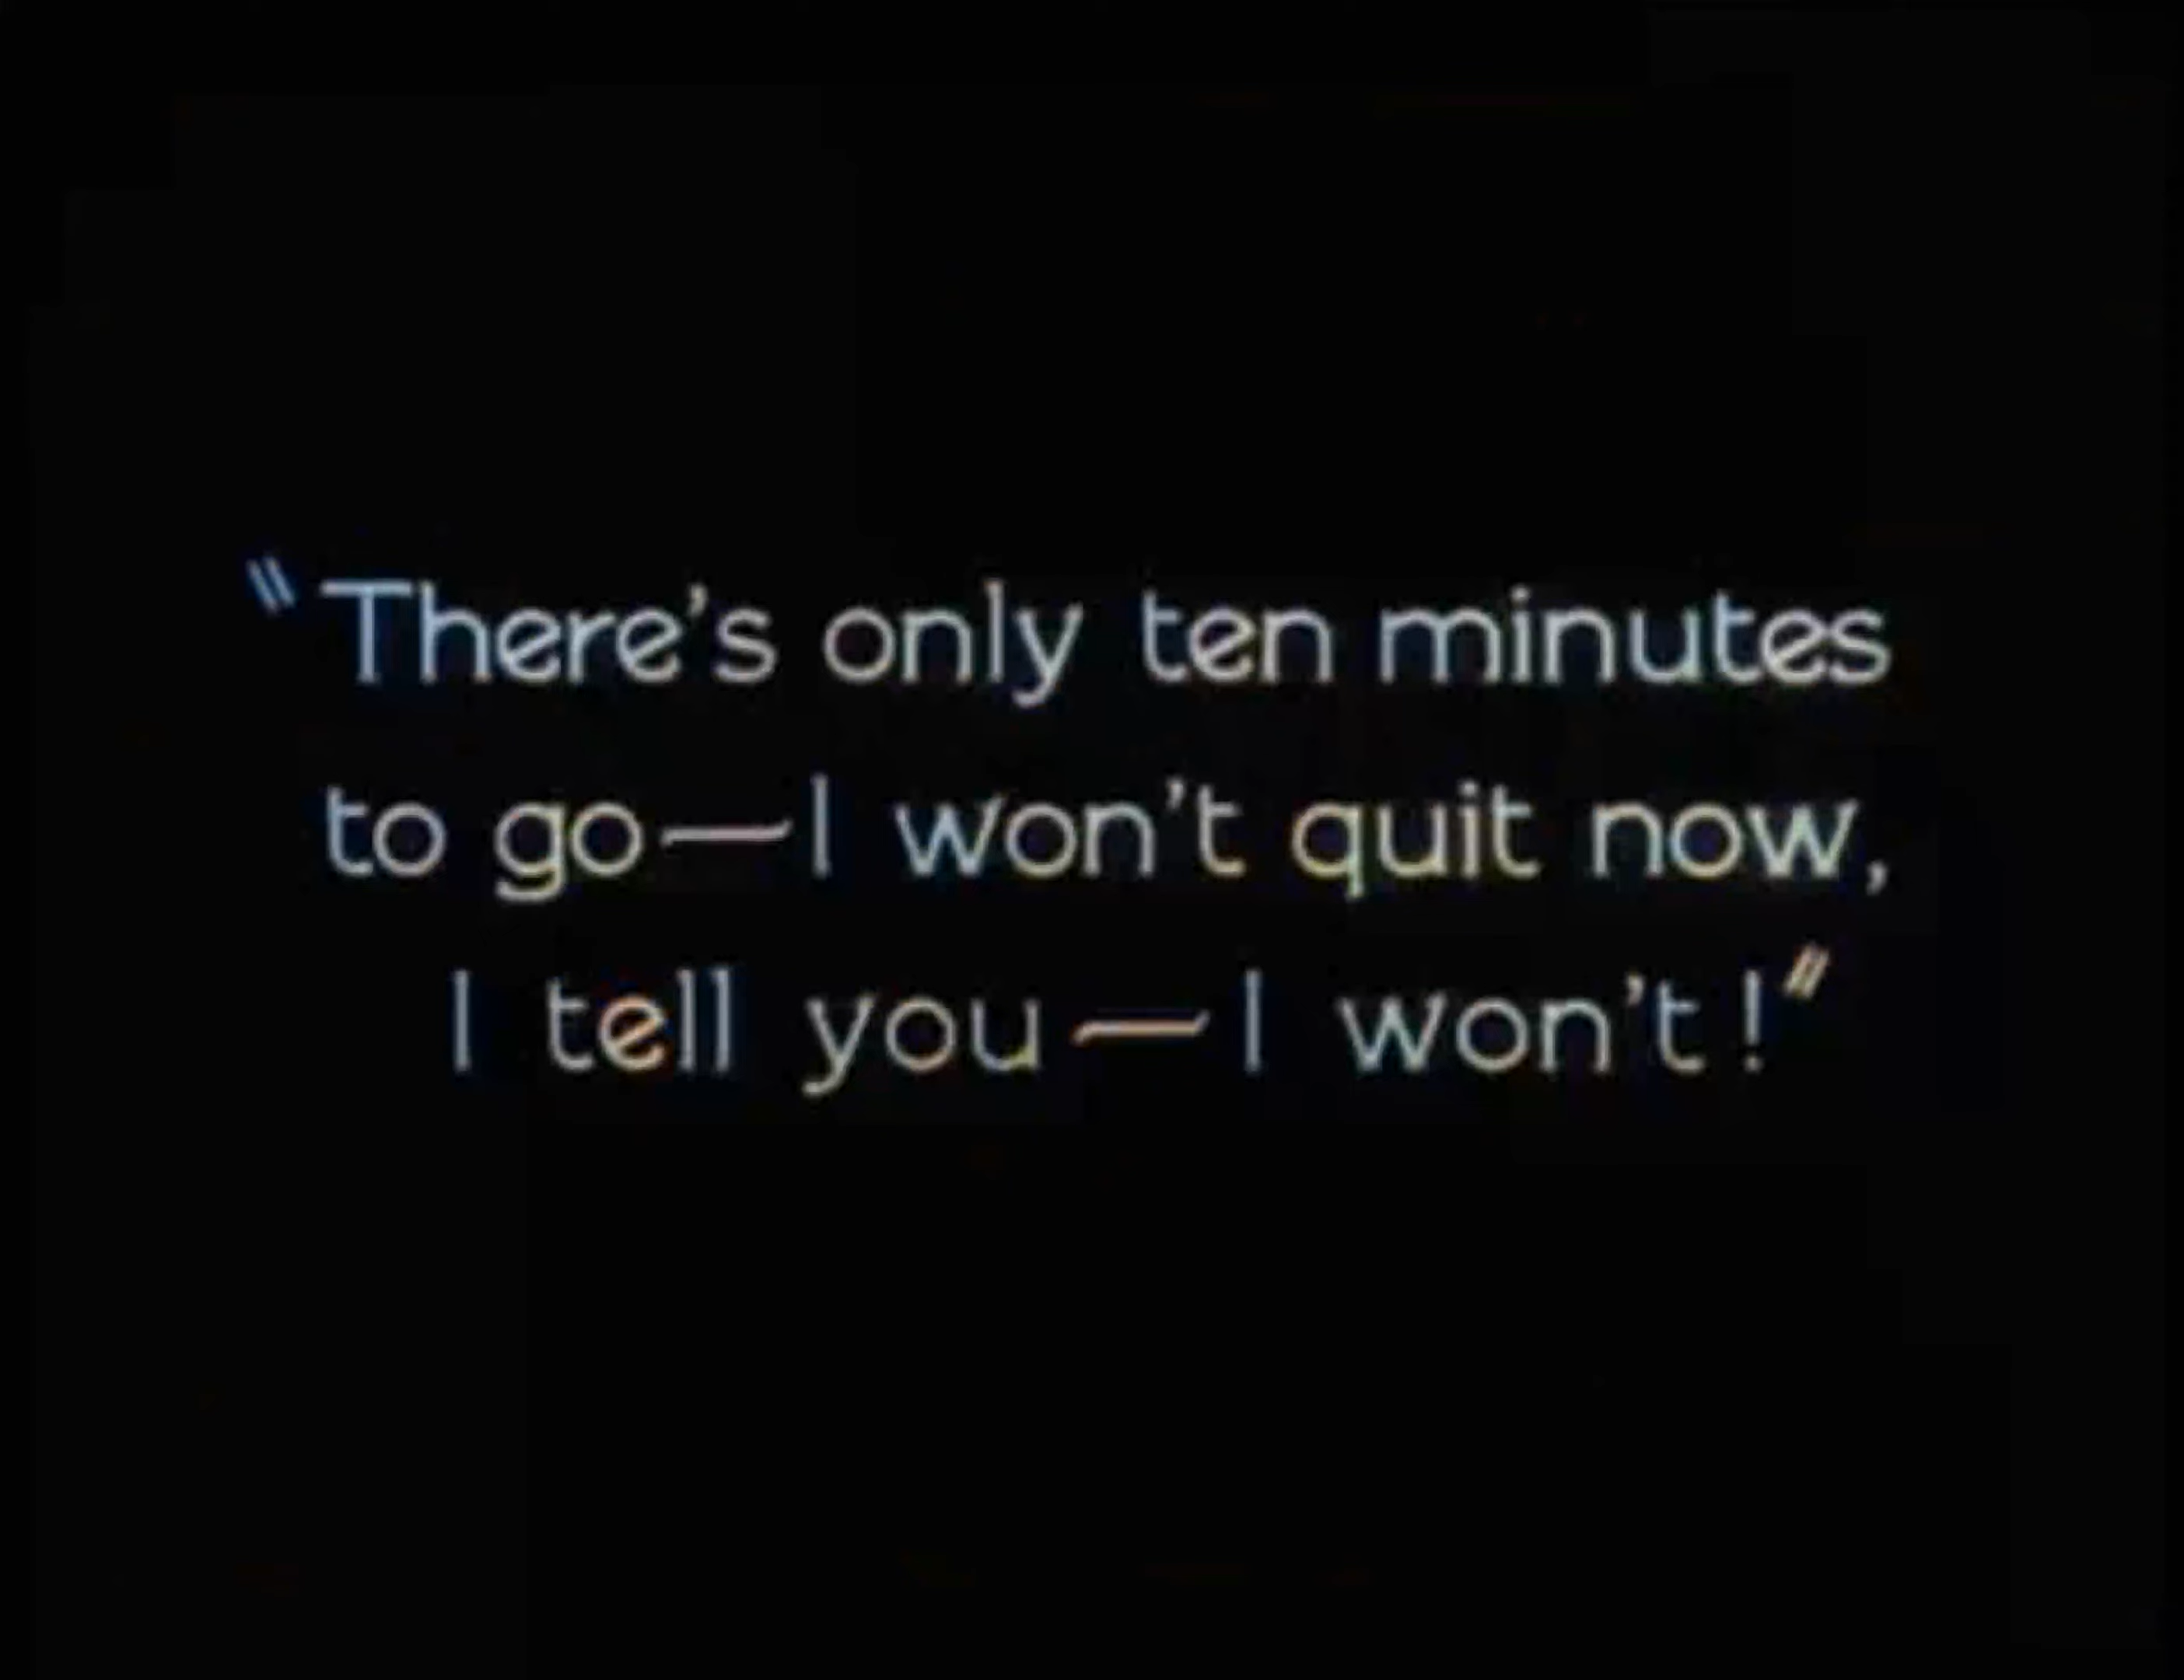 "There's only ten minutes
to go—I won't quit now,
I tell you—I won't!"